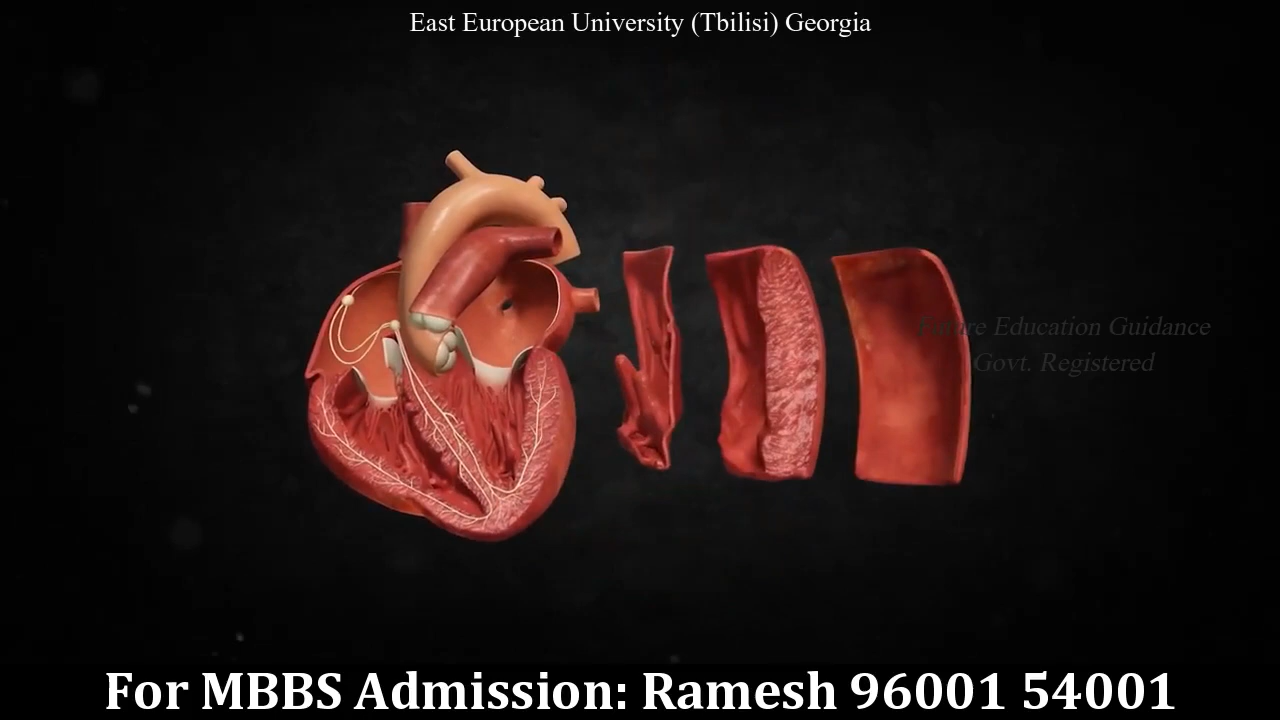 East European University (Tbilisi) Georgia
Future Education Guidance
Govt. Registered
For MBBS Admission: Ramesh 96001 54001